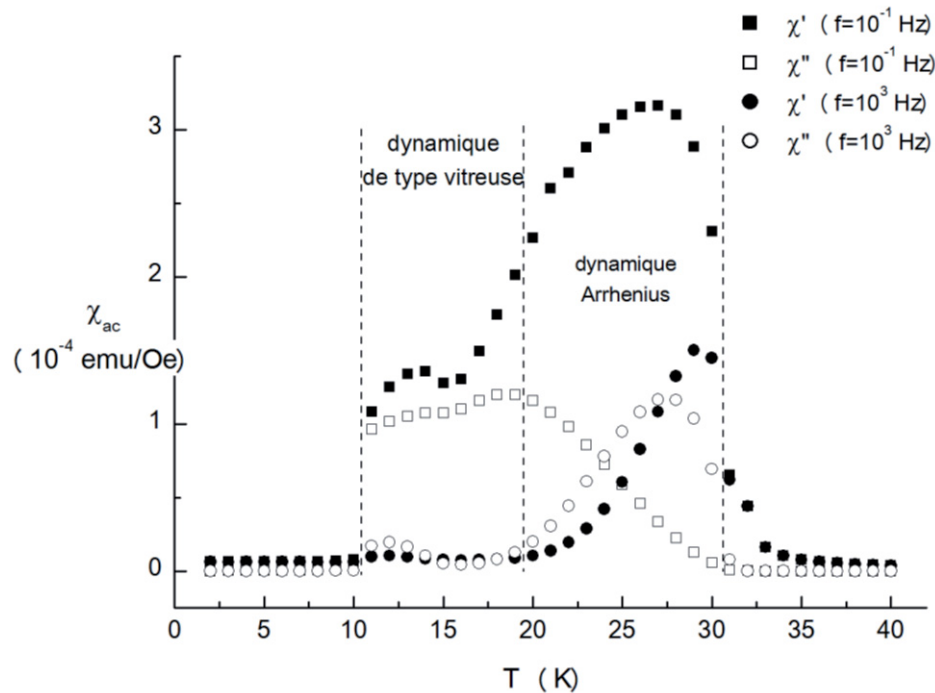 χ' ( f=10⁻¹ Hz)
χ" ( f=10⁻¹ Hz)
χ' ( f=10³ Hz)
χ" ( f=10³ Hz)
dynamique
de type vitreuse
dynamique
Arrhenius
χac
( 10⁻⁴ emu/Oe)
3
2
1
0
0 5 10 15 20 25 30 35 40
T ( K)